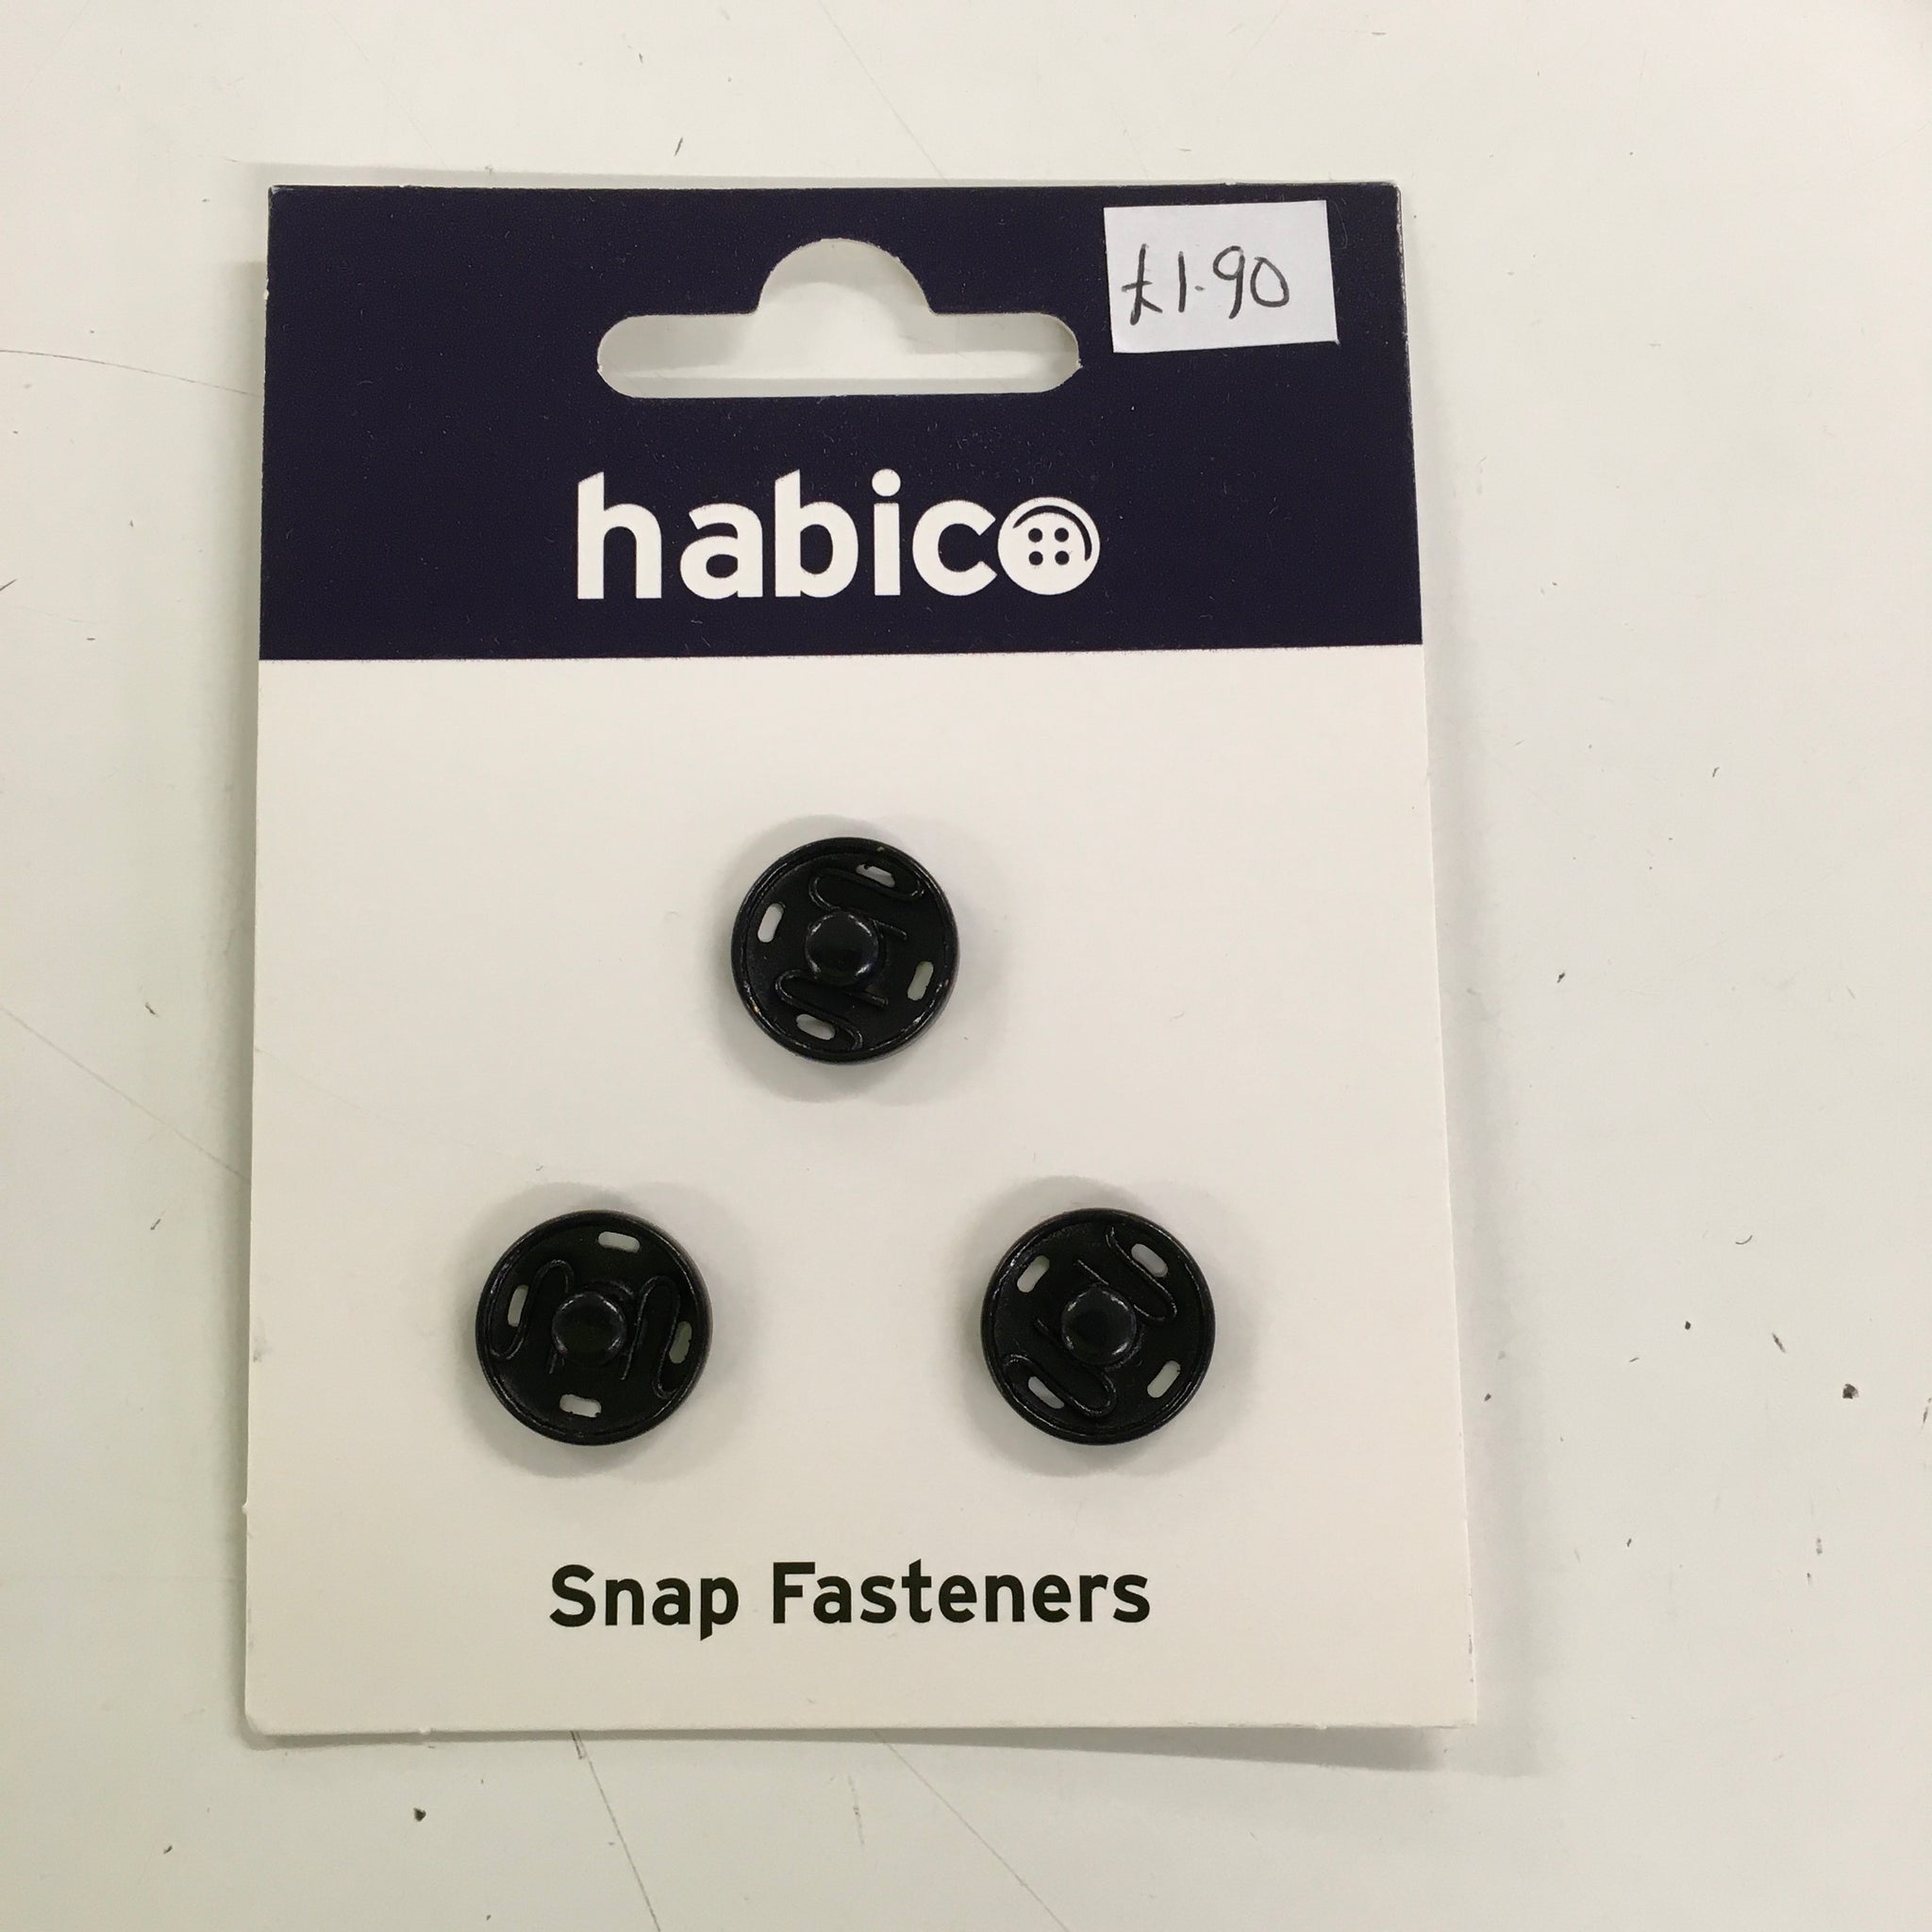 £1.90
habico
Snap Fasteners